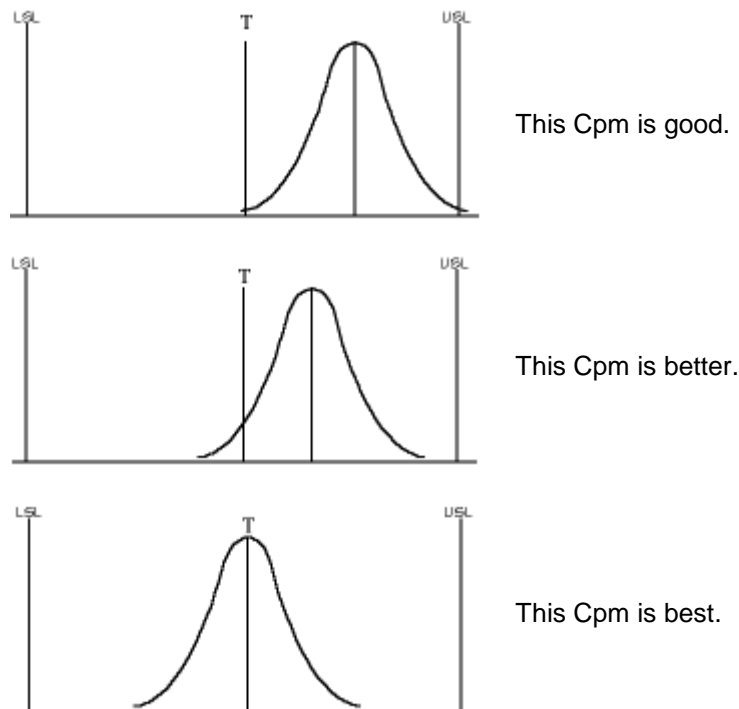 LSL T USL
This Cpm is good.
LSL T USL
This Cpm is better.
LSL T USL
This Cpm is best.